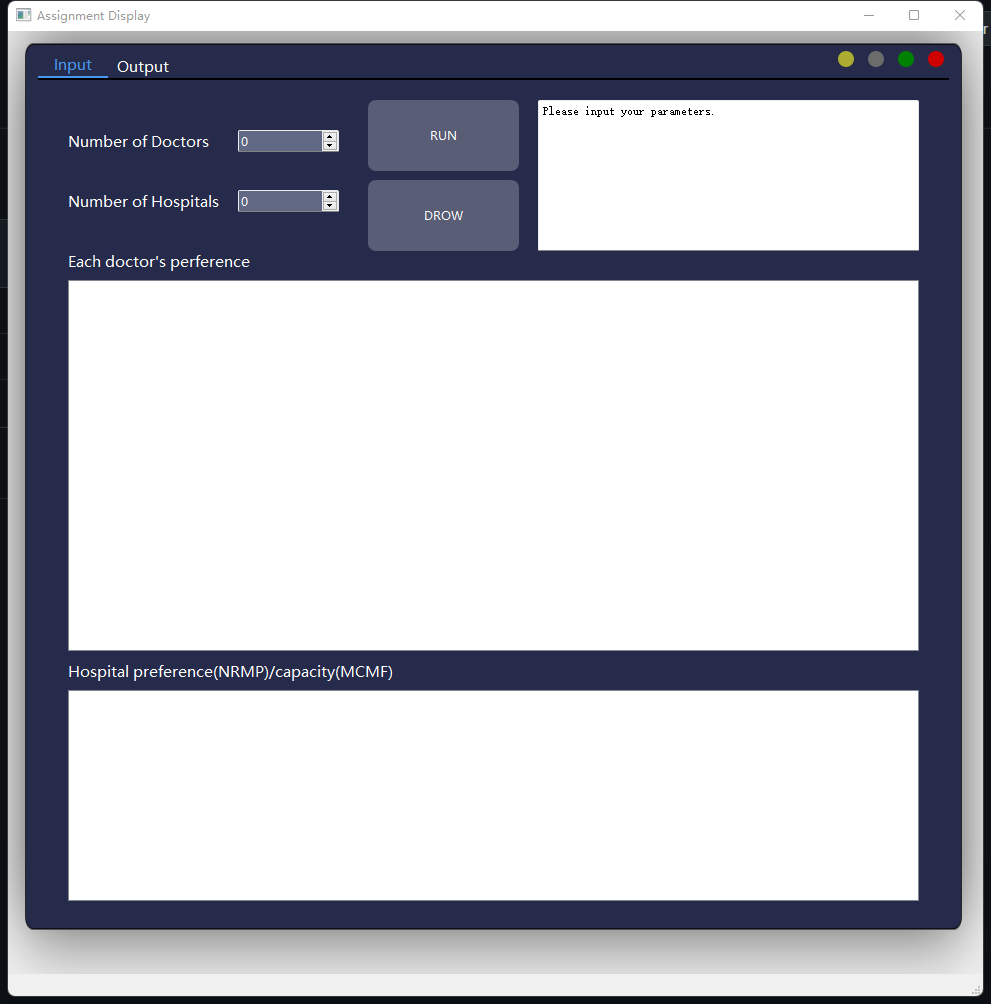 Assignment Display
Input Output
Number of Doctors 0 RUN Please input your parameters.
Number of Hospitals 0 DROW
Each doctor's perference
Hospital preference(NRMP)/capacity(MCMF)
r